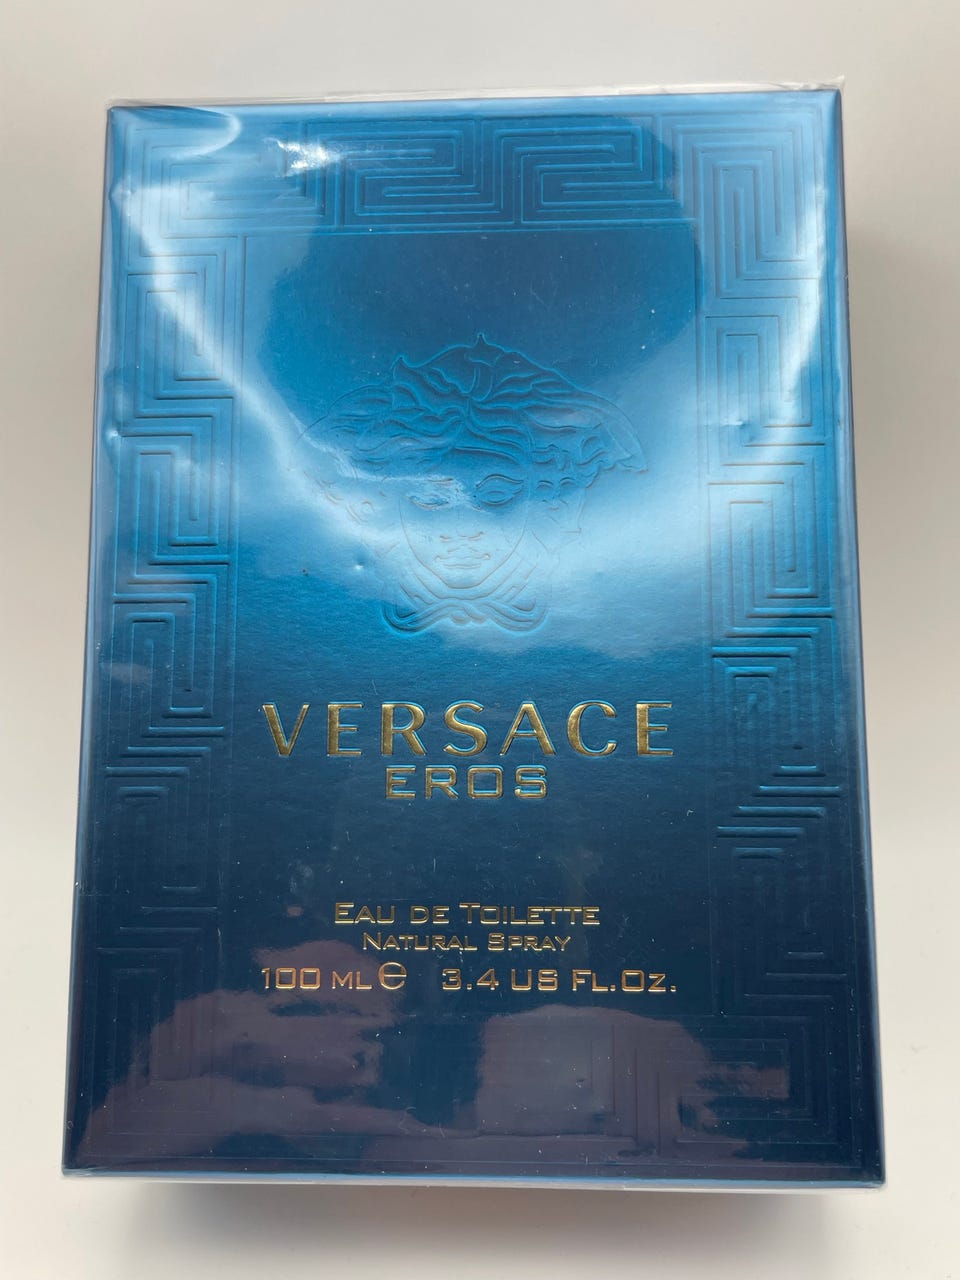 VERSACE
EROS
EAU DE TOILETTE
NATURAL SPRAY
100 ML ℮ 3.4 US FL.OZ.